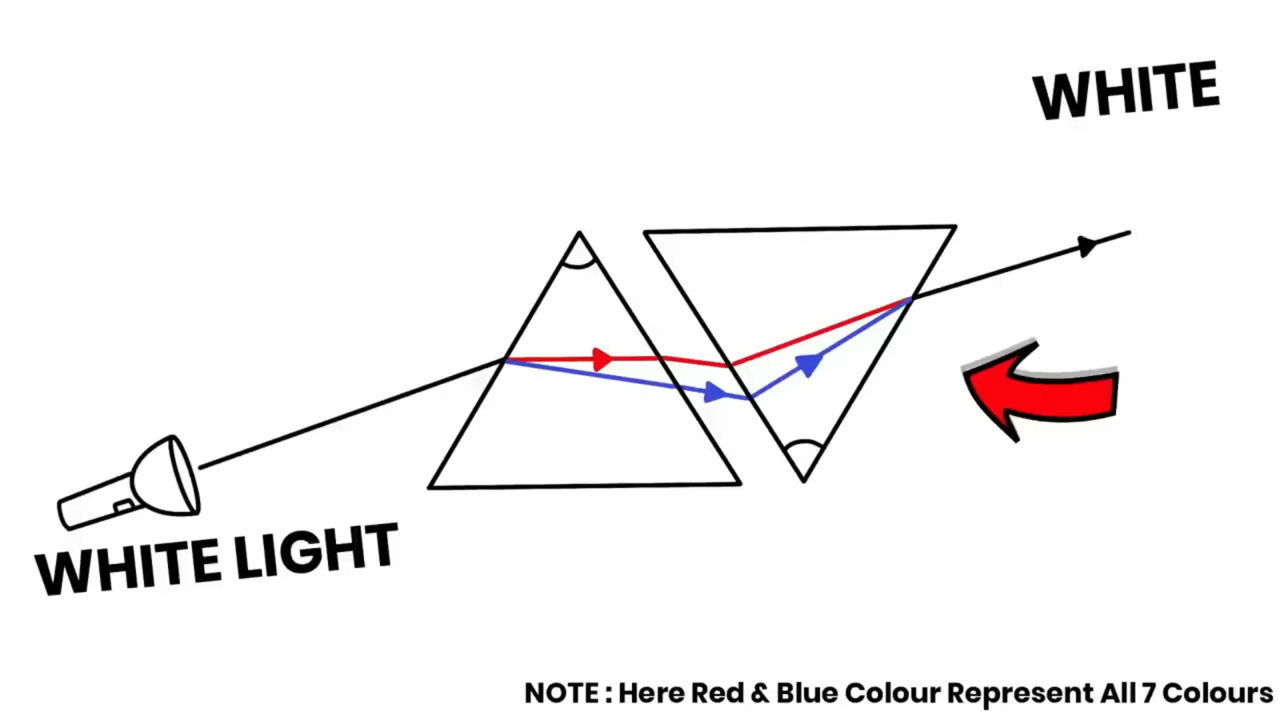 WHITE
WHITE LIGHT
NOTE : Here Red & Blue Colour Represent All 7 Colours